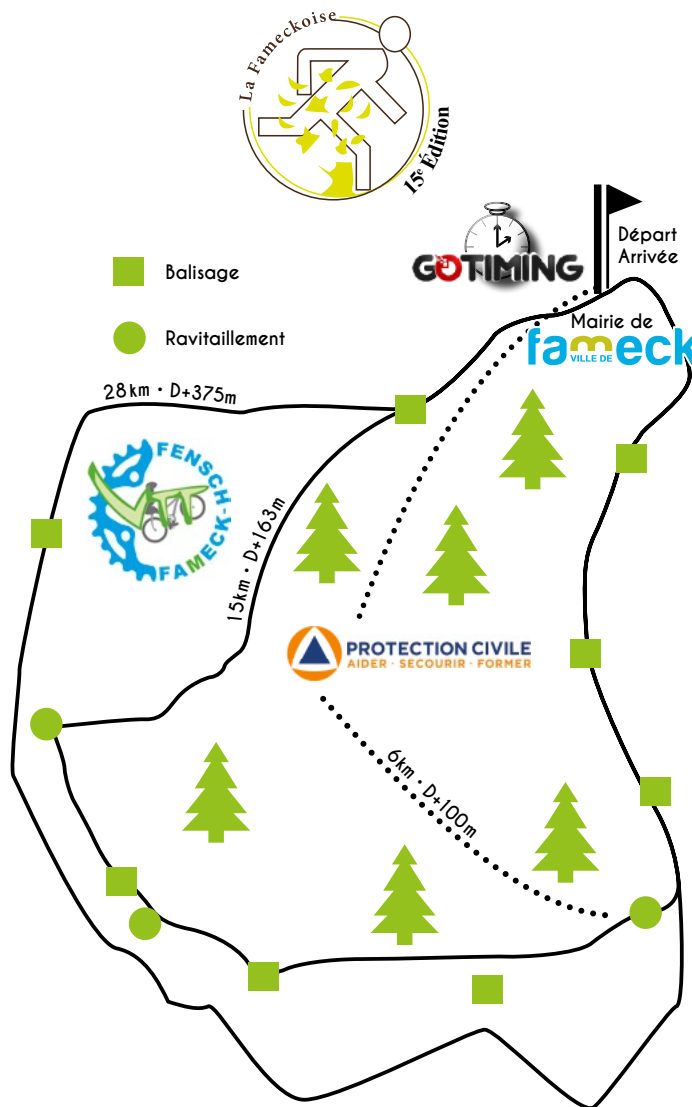 La Fameckoise
15e Édition
GOTIMING
Départ
Arrivée
Balisage
Mairie de
fameck
VILLE DE
Ravitaillement
28km · D+375m
FENSCH-
VTT
FAMECK
15km · D+163m
PROTECTION CIVILE
AIDER · SECOURIR · FORMER
6km · D+100m